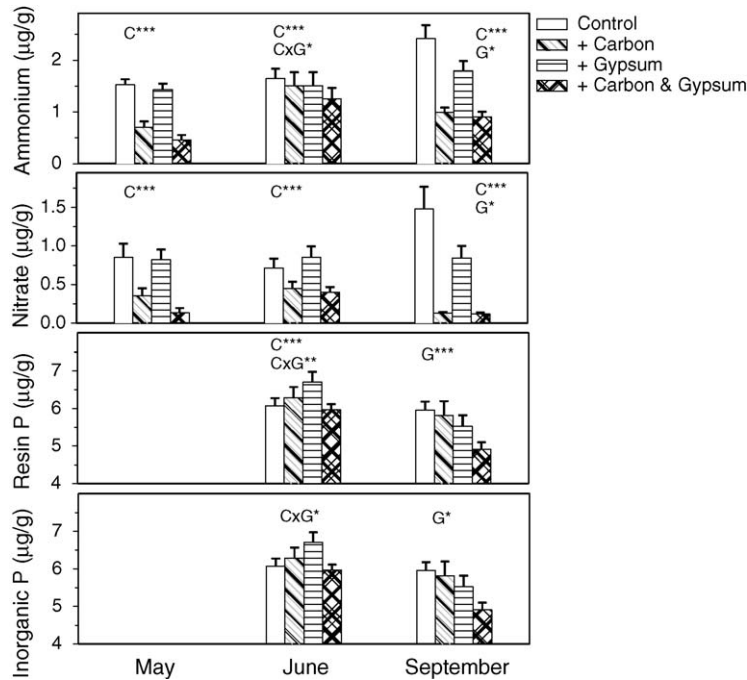 Control
+ Carbon
+ Gypsum
+ Carbon & Gypsum
Ammonium (µg/g)
2
1
0
C***
C***
CxG*
C***
G*
Nitrate (µg/g)
1.5
1.0
0.5
0.0
C***
C***
C***
G*
Resin P (µg/g)
7
6
5
4
C***
CxG**
G***
Inorganic P (µg/g)
7
6
5
4
CxG*
G*
May June September